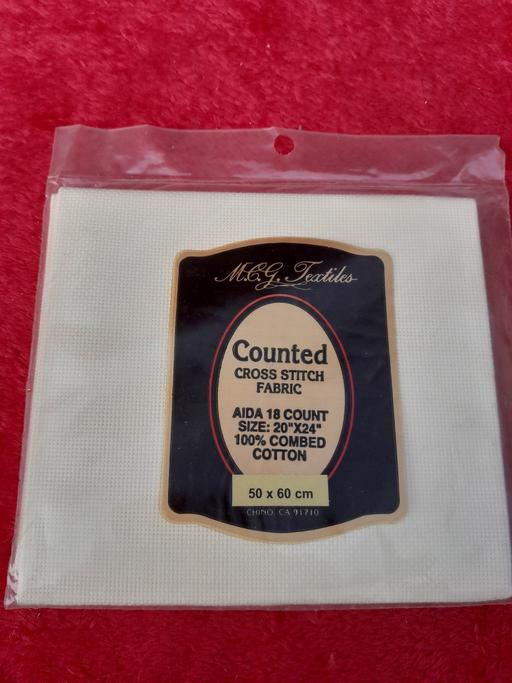 M.C.G. Textiles
Counted
CROSS STITCH
FABRIC
AIDA 18 COUNT
SIZE: 20"X24"
100% COMBED
COTTON
50 x 60 cm
CHINO, CA 91710